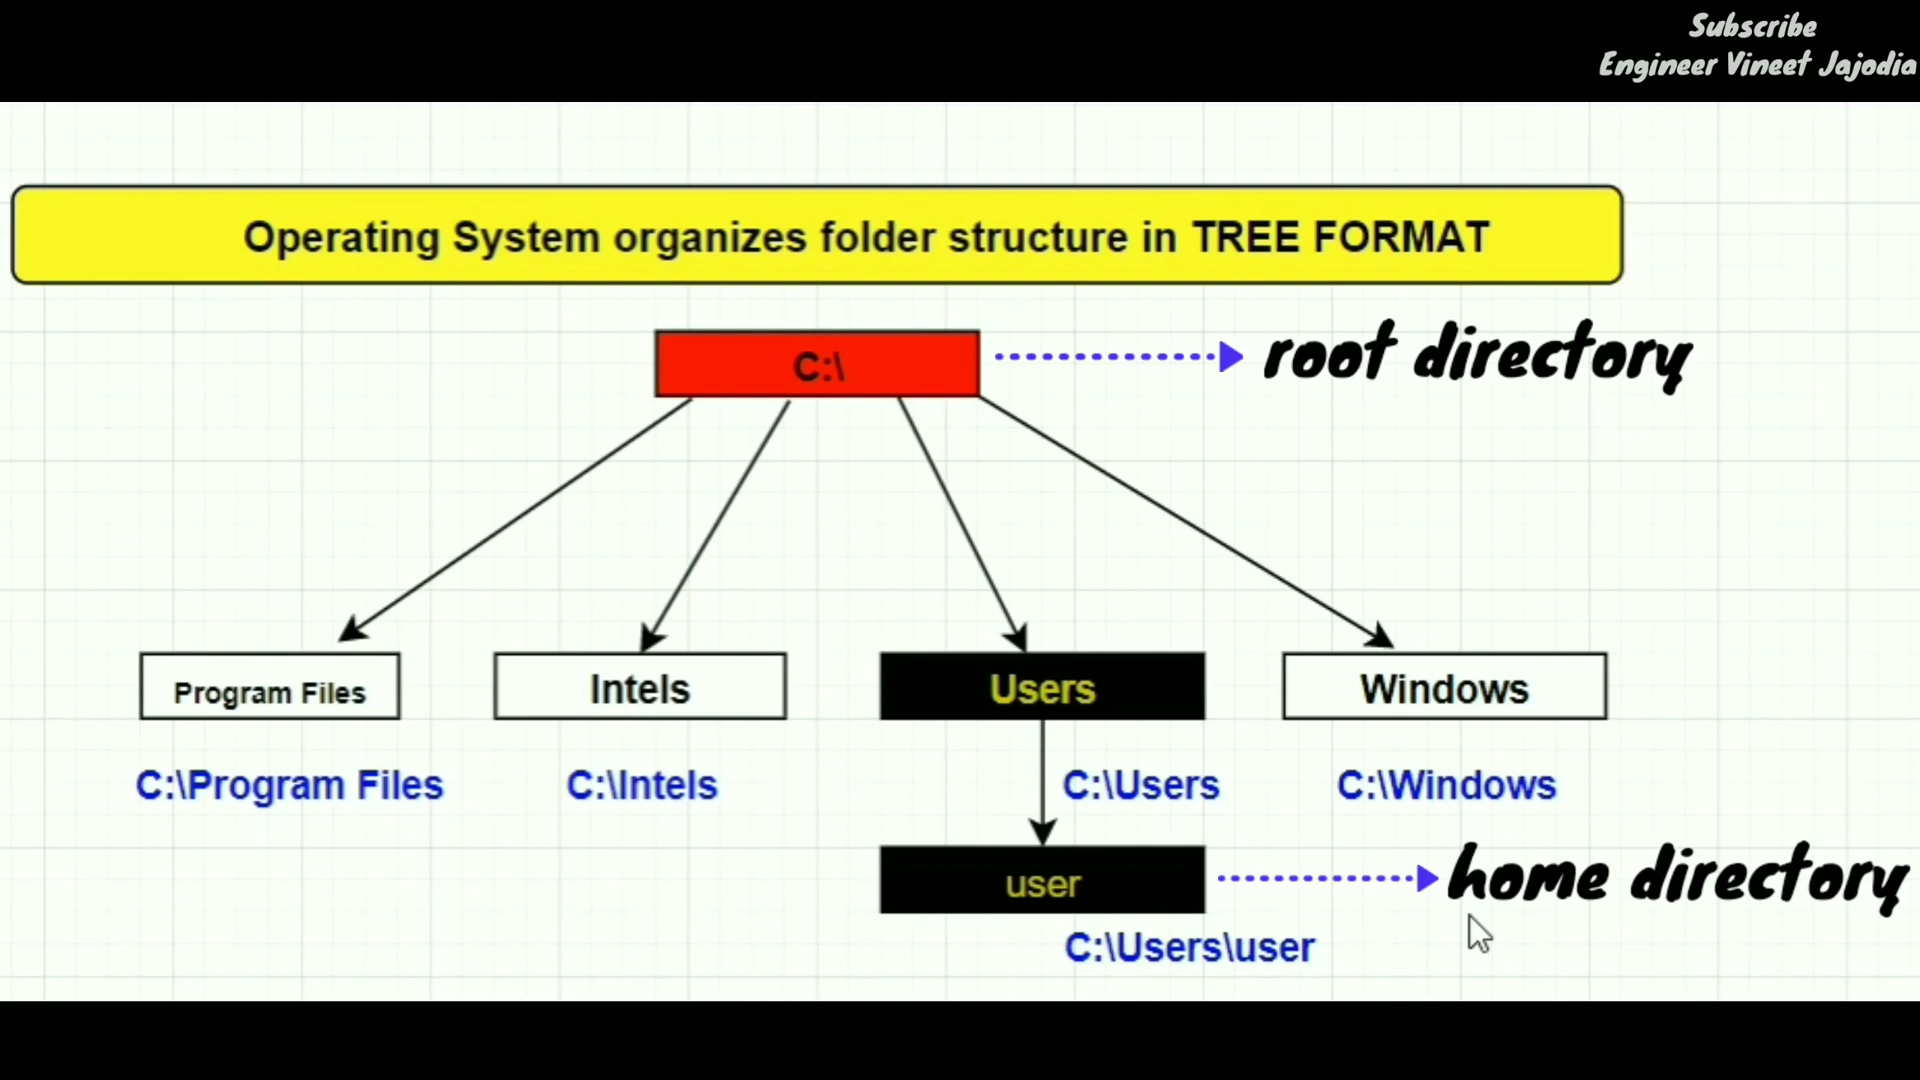 Subscribe
Engineer Vineet Jajodia
Operating System organizes folder structure in TREE FORMAT
C:\
root directory
Program Files
Intels
Users
Windows
C:\Program Files
C:\Intels
C:\Users
C:\Windows
user
home directory
C:\Users\user